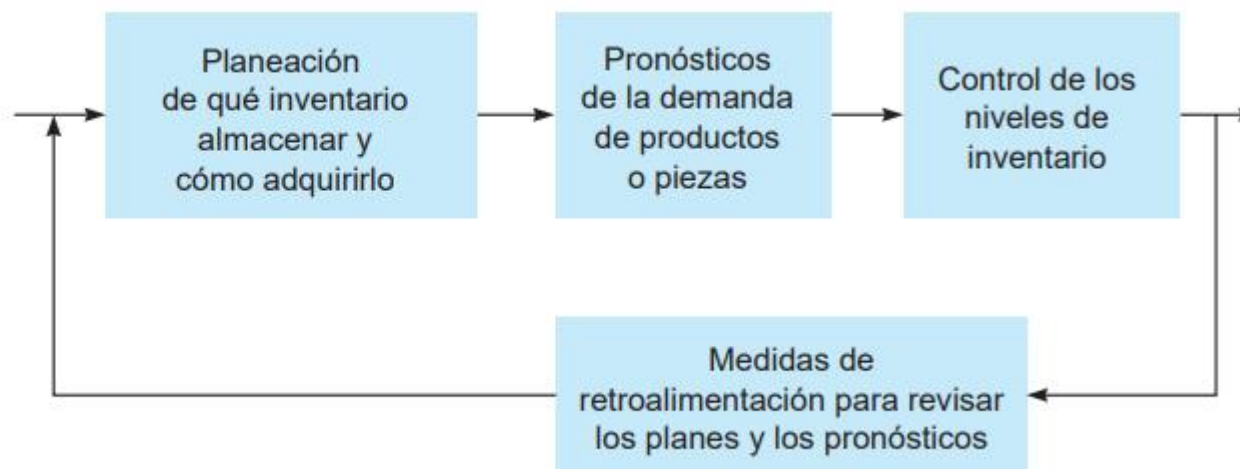 Planeación
de qué inventario
almacenar y
cómo adquirirlo
Pronósticos
de la demanda
de productos
o piezas
Control de los
niveles de
inventario
Medidas de
retroalimentación para revisar
los planes y los pronósticos